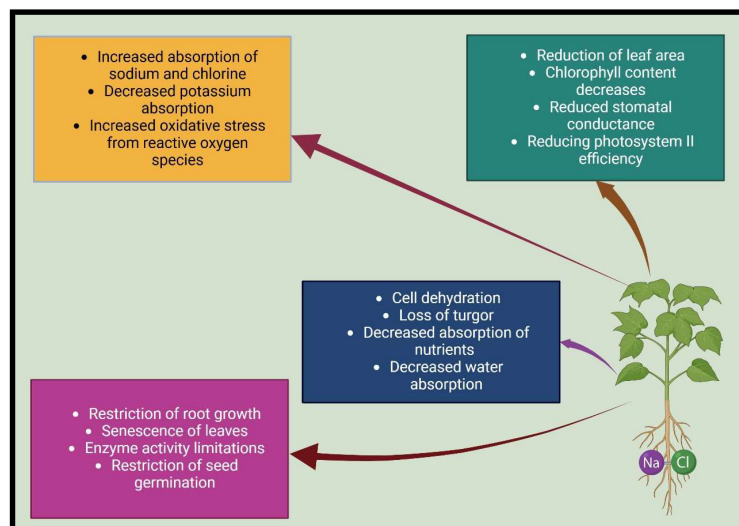 • Increased absorption of
sodium and chlorine
• Decreased potassium
absorption
• Increased oxidative stress
from reactive oxygen
species
• Reduction of leaf area
• Chlorophyll content
decreases
• Reduced stomatal
conductance
• Reducing photosystem II
efficiency
• Cell dehydration
• Loss of turgor
• Decreased absorption of
nutrients
• Decreased water
absorption
• Restriction of root growth
• Senescence of leaves
• Enzyme activity limitations
• Restriction of seed
germination
Na Cl